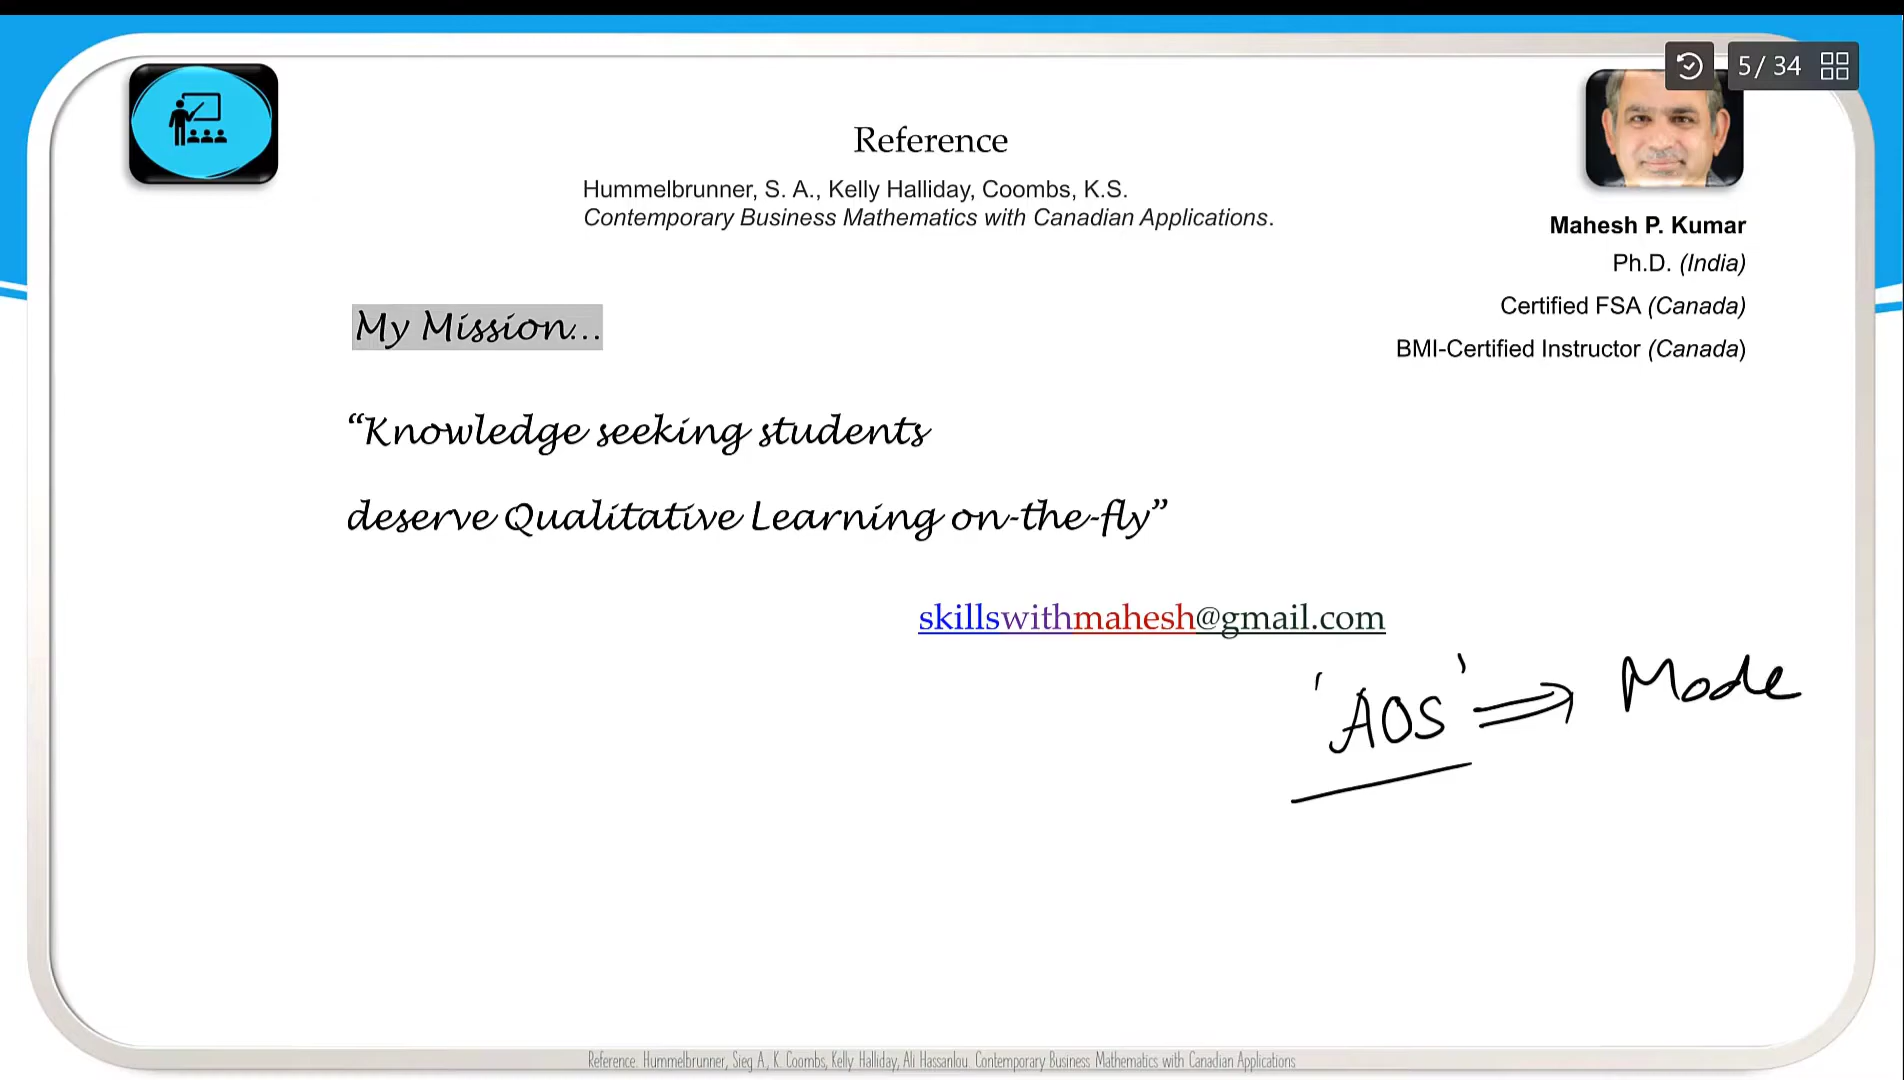 5 / 34
Reference
Hummelbrunner, S. A., Kelly Halliday, Coombs, K.S.
Contemporary Business Mathematics with Canadian Applications.
Mahesh P. Kumar
Ph.D. (India)
Certified FSA (Canada)
BMI-Certified Instructor (Canada)
My Mission...
“Knowledge seeking students
deserve Qualitative Learning on-the-fly”
skillswithmahesh@gmail.com
'AOS' ⇒ Mode
Reference: Hummelbrunner, Sieg A., K. Coombs, Kelly Halliday, Ali Hassanlou. Contemporary Business Mathematics with Canadian Applications